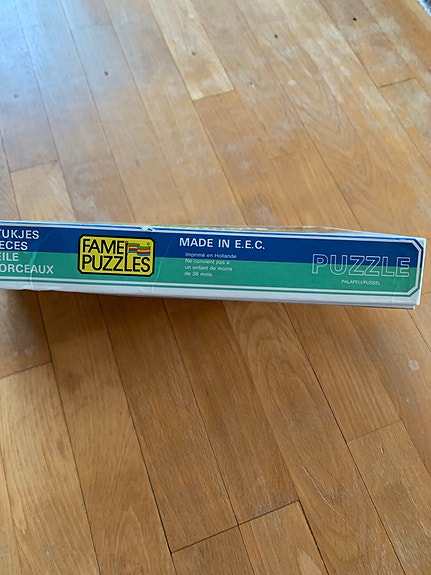 TUKJES
ECES
EILE
ORCEAUX
FAME
PUZZLES
MADE IN E.E.C.
Imprimé en Hollande
Ne convient pas a
un enfant de moins
de 36 mois
PUZZLE
PALAPELI/PUSSEL